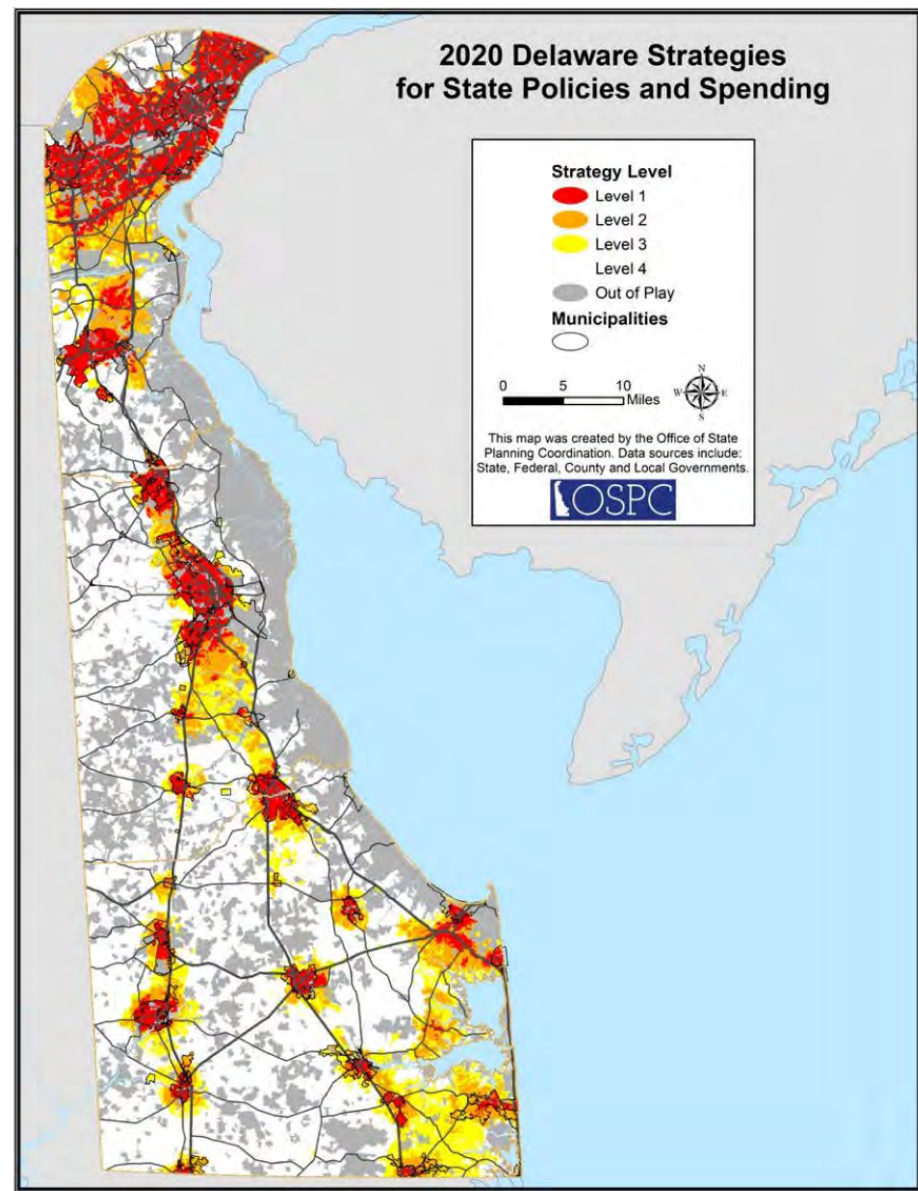 2020 Delaware Strategies
for State Policies and Spending
Strategy Level
Level 1
Level 2
Level 3
Level 4
Out of Play
Municipalities
0 5 10
Miles
N
W E
S
This map was created by the Office of State
Planning Coordination. Data sources include:
State, Federal, County and Local Governments.
OSPC